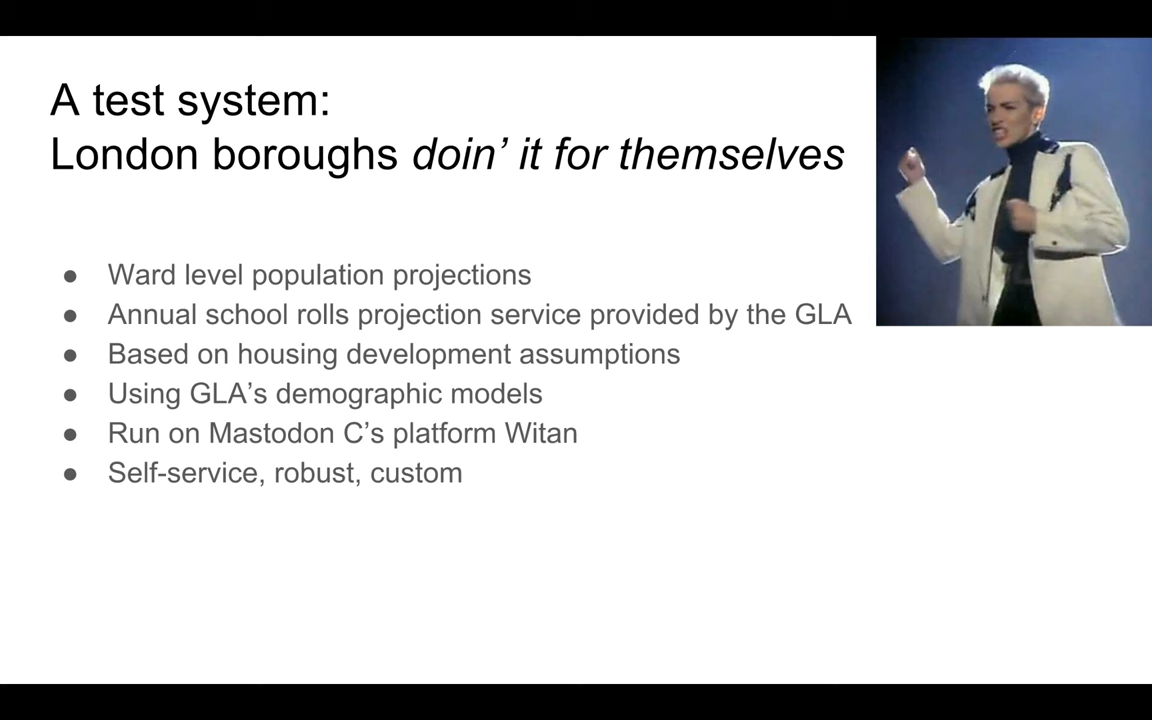 A test system:
London boroughs doin’ it for themselves
● Ward level population projections
● Annual school rolls projection service provided by the GLA
● Based on housing development assumptions
● Using GLA’s demographic models
● Run on Mastodon C’s platform Witan
● Self-service, robust, custom